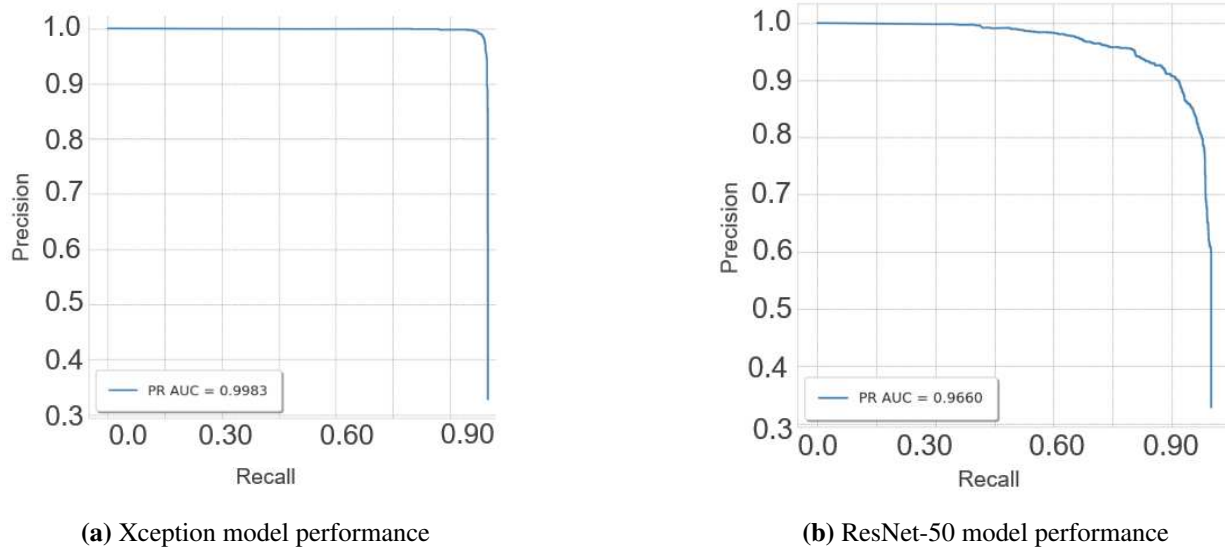 1.0
0.9
0.8
0.7
0.6
0.5
0.4
0.3
Precision
PR AUC = 0.9983
0.0 0.30 0.60 0.90
Recall
(a) Xception model performance
1.0
0.9
0.8
0.7
0.6
0.5
0.4
0.3
Precision
PR AUC = 0.9660
0.0 0.30 0.60 0.90
Recall
(b) ResNet-50 model performance